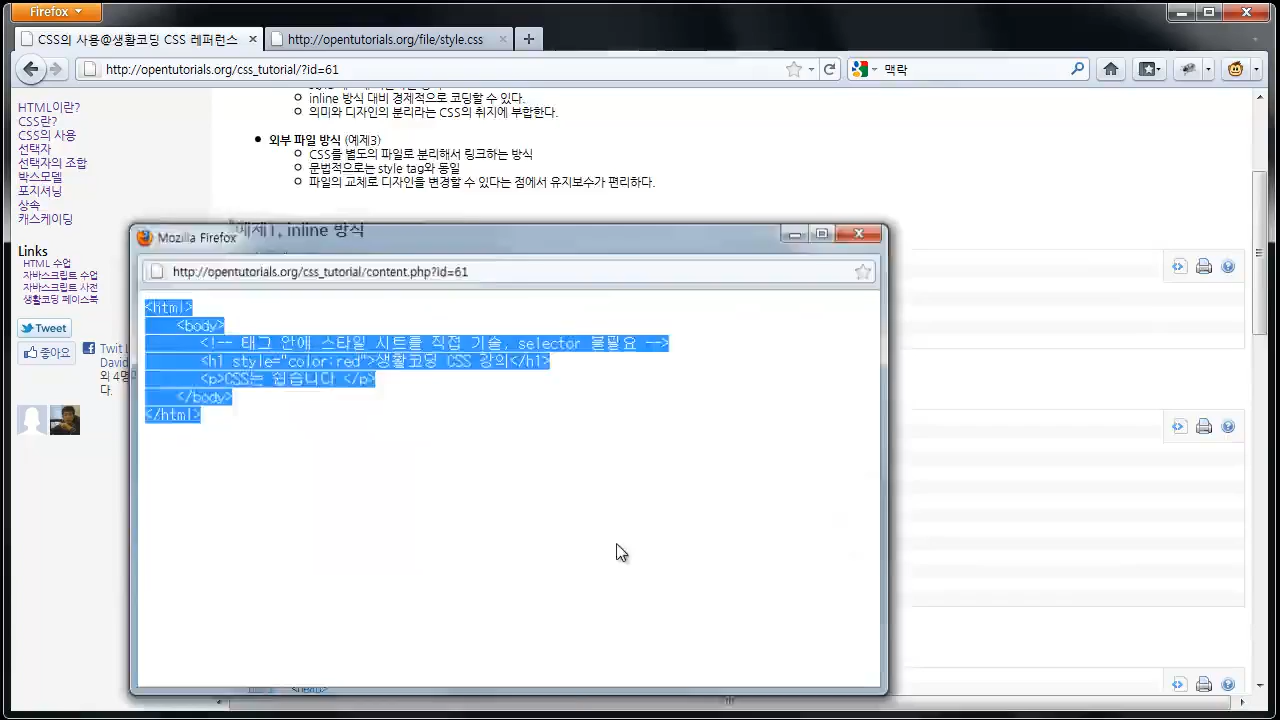 Firefox
CSS의 사용@생활코딩 CSS 레퍼런스
http://opentutorials.org/file/style.css
http://opentutorials.org/css_tutorial/?id=61
맥락
HTML이란?
CSS란?
CSS의 사용
선택자
선택자의 조합
박스모델
포지셔닝
상속
캐스케이딩
Links
HTML 수업
자바스크립트 수업
자바스크립트 사전
생활코딩 페이스북
Tweet
좋아요
Twit L
David
외 4명
다.
inline 방식 대비 경제적으로 코딩할 수 있다.
의미와 디자인의 분리라는 CSS의 취지에 부합한다.
외부 파일 방식 (예제3)
CSS를 별도의 파일로 분리해서 링크하는 방식
문법적으로는 style tag와 동일
파일의 교체로 디자인을 변경할 수 있다는 점에서 유지보수가 편리하다.
예제1, inline 방식
Mozilla Firefox
http://opentutorials.org/css_tutorial/content.php?id=61
<html>
<body>
<!-- 태그 안에 스타일 시트를 직접 기술, selector 불필요 -->
<h1 style="color:red">생활코딩 CSS 강의</h1>
<p>CSS는 쉽습니다 </p>
</body>
</html>